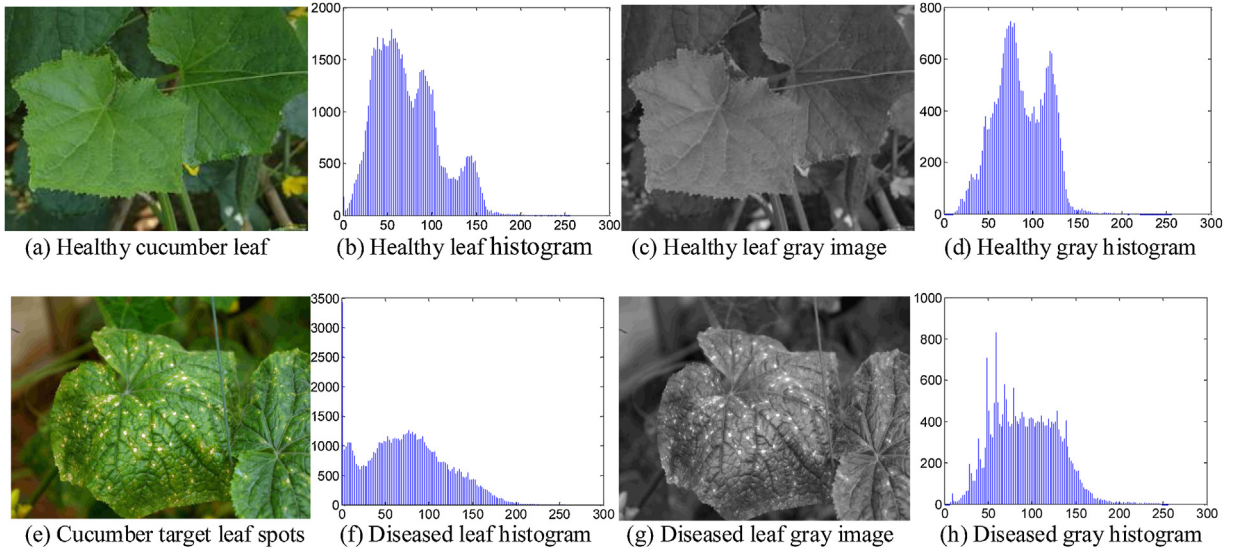 2000
1500
1000
500
0
0 50 100 150 200 250 300
800
600
400
200
0
0 50 100 150 200 250 300
(a) Healthy cucumber leaf
(b) Healthy leaf histogram
(c) Healthy leaf gray image
(d) Healthy gray histogram
3500
3000
2500
2000
1500
1000
500
0
0 50 100 150 200 250 300
1000
800
600
400
200
0
0 50 100 150 200 250 300
(e) Cucumber target leaf spots
(f) Diseased leaf histogram
(g) Diseased leaf gray image
(h) Diseased gray histogram